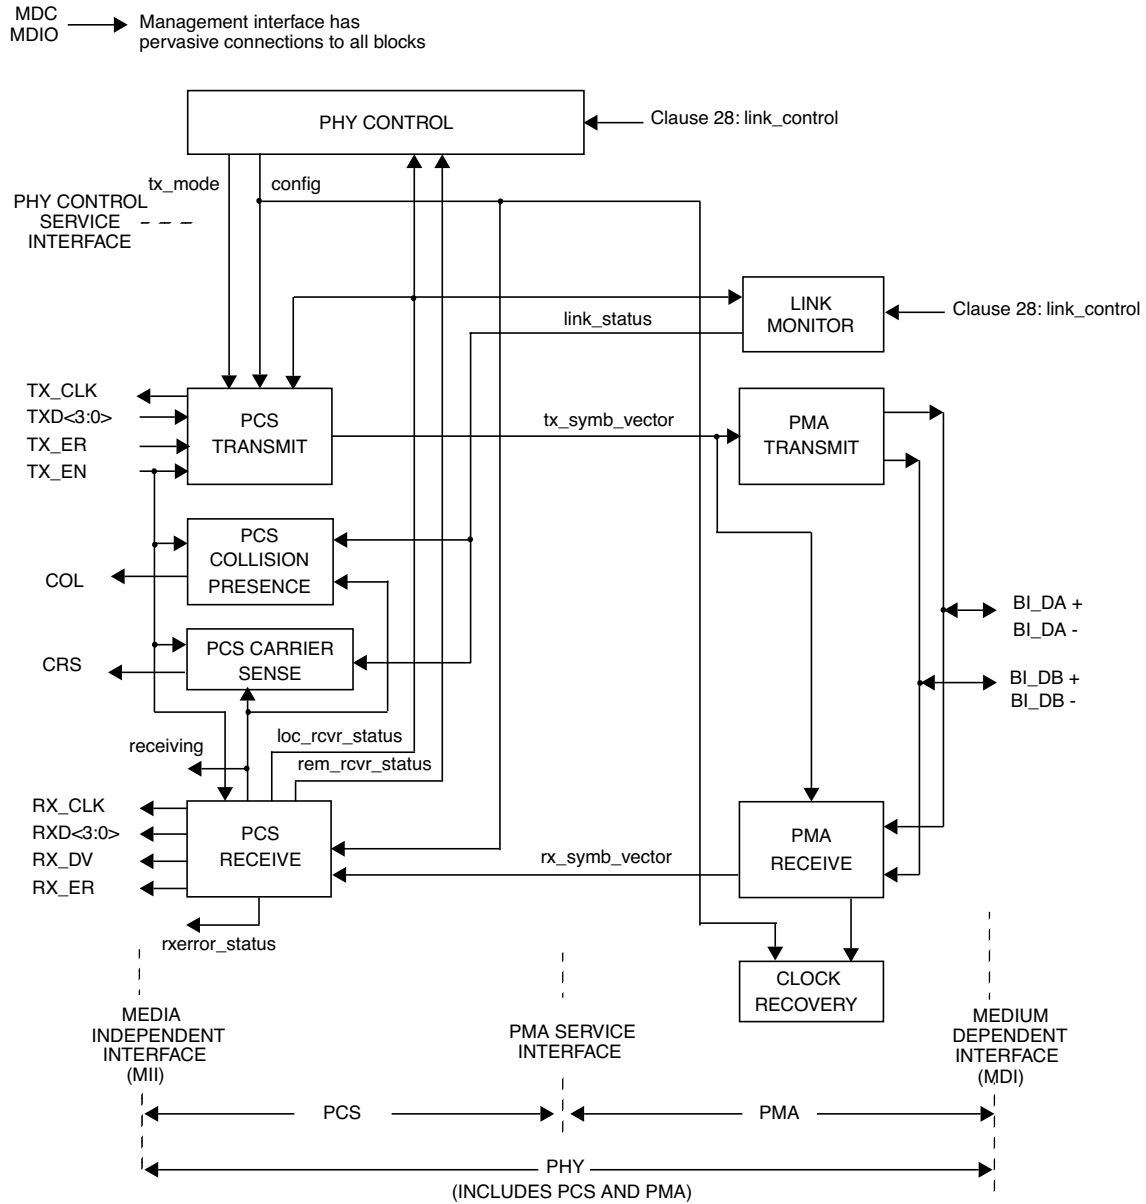 MDC
MDIO
Management interface has
pervasive connections to all blocks
PHY CONTROL
Clause 28: link_control
tx_mode
config
PHY CONTROL
SERVICE
INTERFACE
LINK
MONITOR
Clause 28: link_control
link_status
TX_CLK
TXD<3:0>
TX_ER
TX_EN
PCS
TRANSMIT
tx_symb_vector
PMA
TRANSMIT
PCS
COLLISION
PRESENCE
COL
BI_DA +
BI_DA -
PCS CARRIER
SENSE
CRS
BI_DB +
BI_DB -
receiving
loc_rcvr_status
rem_rcvr_status
RX_CLK
RXD<3:0>
RX_DV
RX_ER
PCS
RECEIVE
rx_symb_vector
PMA
RECEIVE
rxerror_status
CLOCK
RECOVERY
MEDIA
INDEPENDENT
INTERFACE
(MII)
PMA SERVICE
INTERFACE
MEDIUM
DEPENDENT
INTERFACE
(MDI)
PCS
PMA
PHY
(INCLUDES PCS AND PMA)